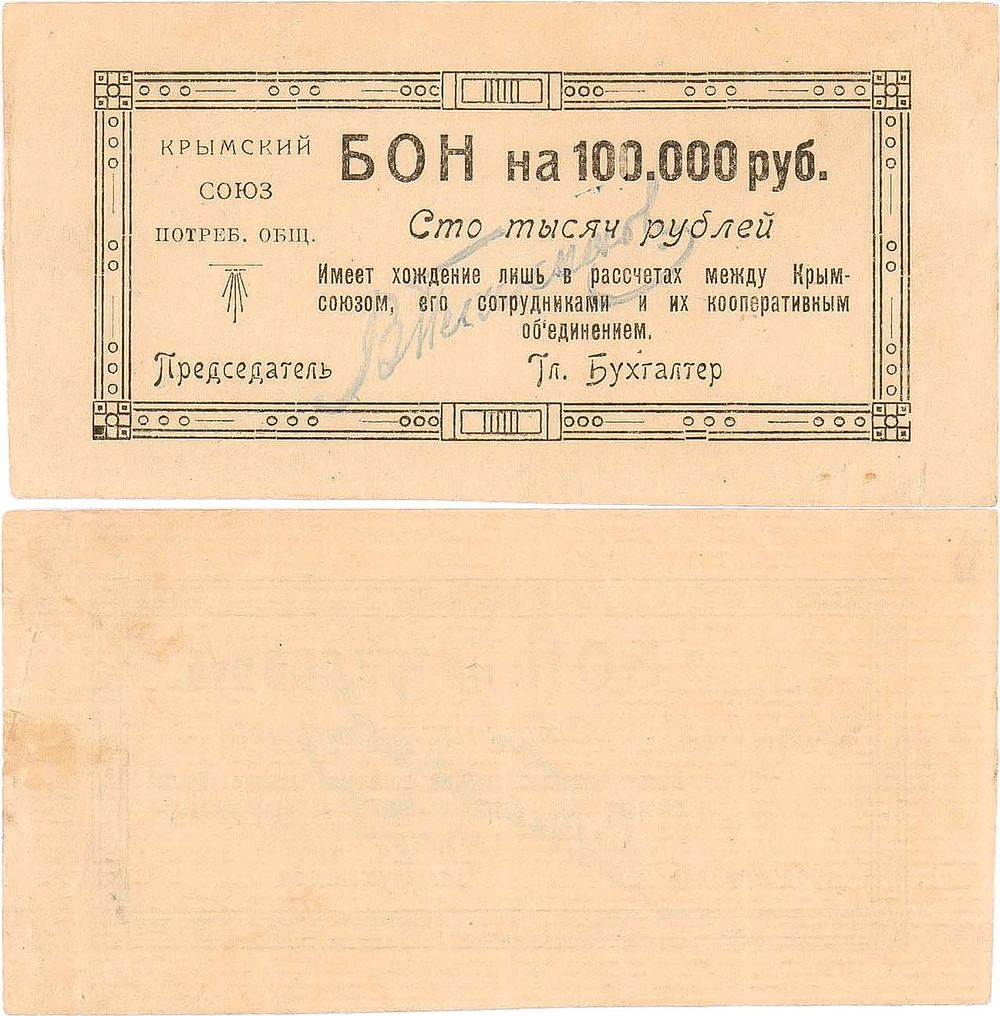 КРЫМСКИЙ
СОЮЗ
ПОТРЕБ. ОБЩ.
БОН на 100.000 руб.
Сто тысяч рублей
Имеет хождение лишь в рассчетах между Крым-
союзом, его сотрудниками и их кооперативным
об'единением.
Председатель
Гл. Бухгалтер